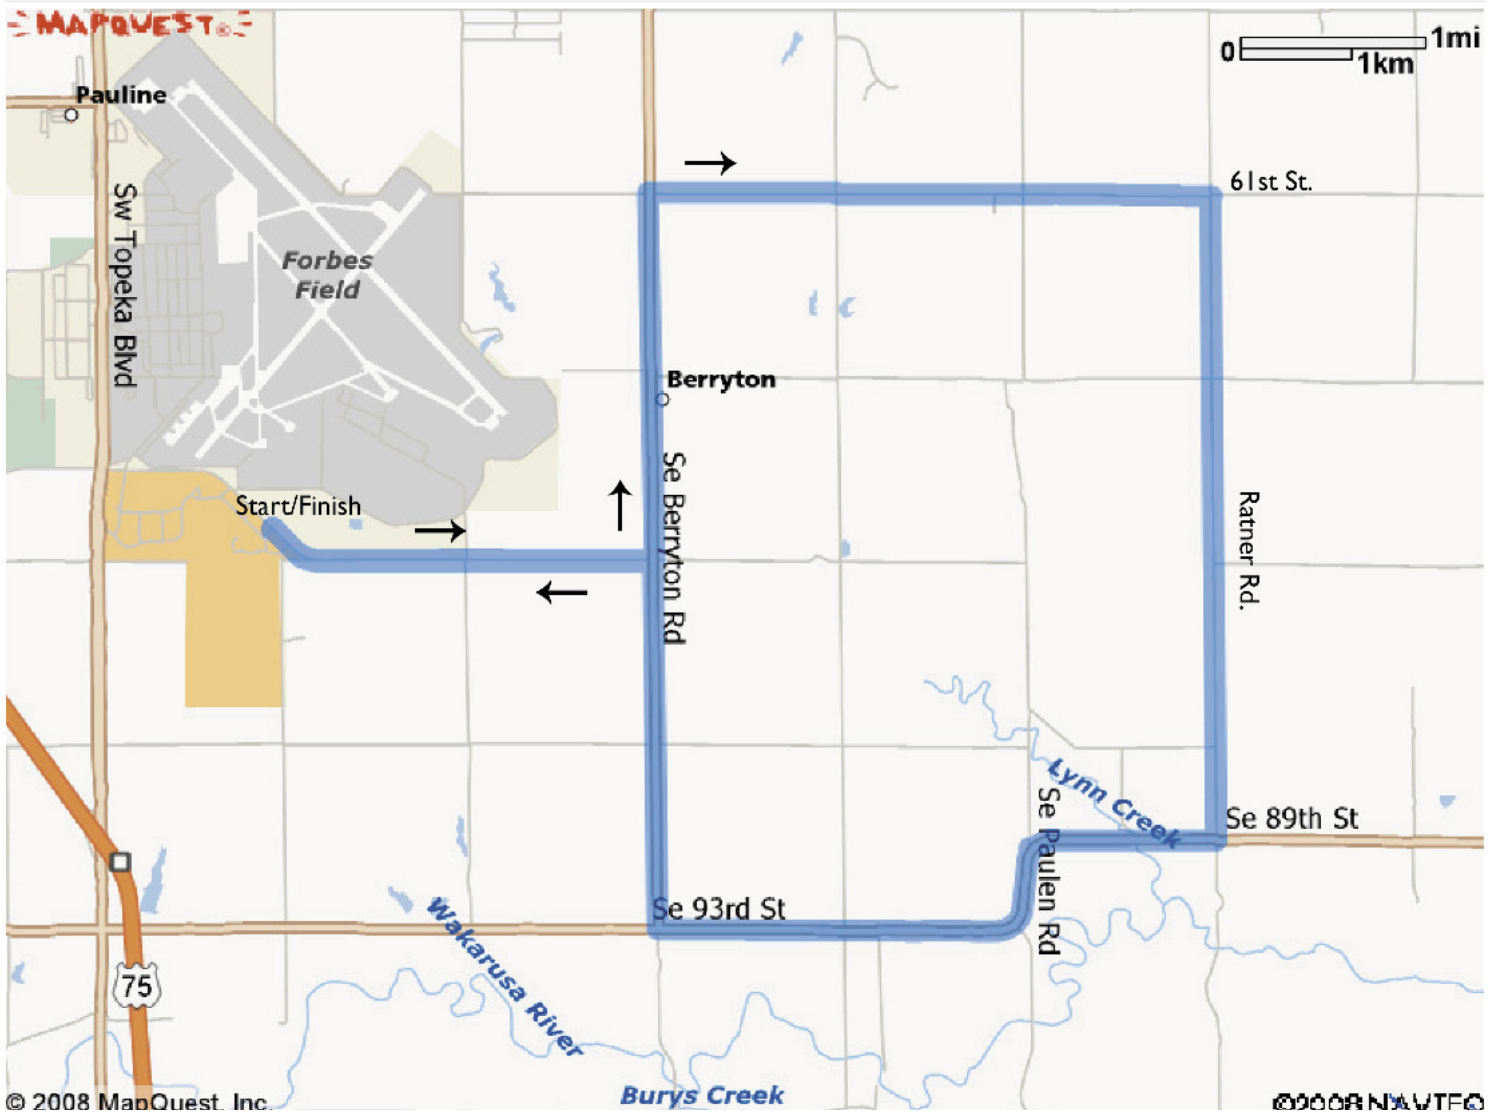 MAPQUEST®
0
1mi
1km
Pauline
61st St.
Sw Topeka Blvd
Forbes
Field
Berryton
Se Berryton Rd
Start/Finish
Ratner Rd.
Lynn Creek
Se Paulen Rd
Se 89th St
Se 93rd St
Wakarusa River
75
Burys Creek
© 2008 MapQuest, Inc.
©2008 NAVTEQ